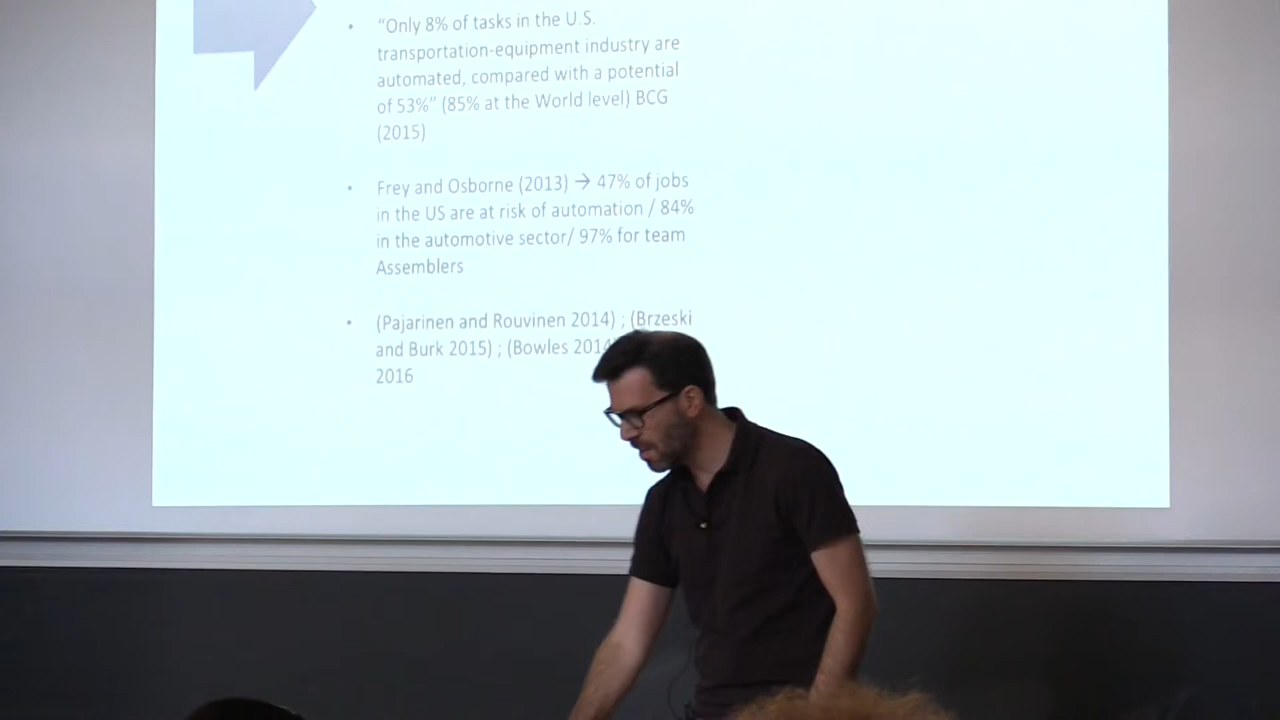 • “Only 8% of tasks in the U.S.
transportation-equipment industry are
automated, compared with a potential
of 53%” (85% at the World level) BCG
(2015)
• Frey and Osborne (2013) → 47% of jobs
in the US are at risk of automation / 84%
in the automotive sector/ 97% for team
Assemblers
• (Pajarinen and Rouvinen 2014) ; (Brzeski
and Burk 2015) ; (Bowles 2014
2016